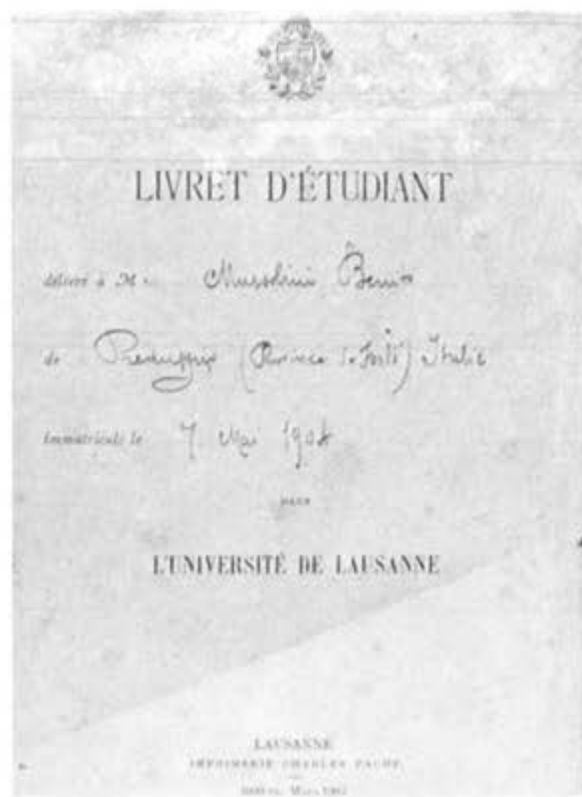 LIVRET D'ÉTUDIANT
délivré à M. Mussolini Benito
de Predappio (Province de Forlì) Italie
Immatriculé le 7 Mai 1904
pour
L'UNIVERSITÉ DE LAUSANNE
LAUSANNE
IMPRIMERIE CHARLES PACHE